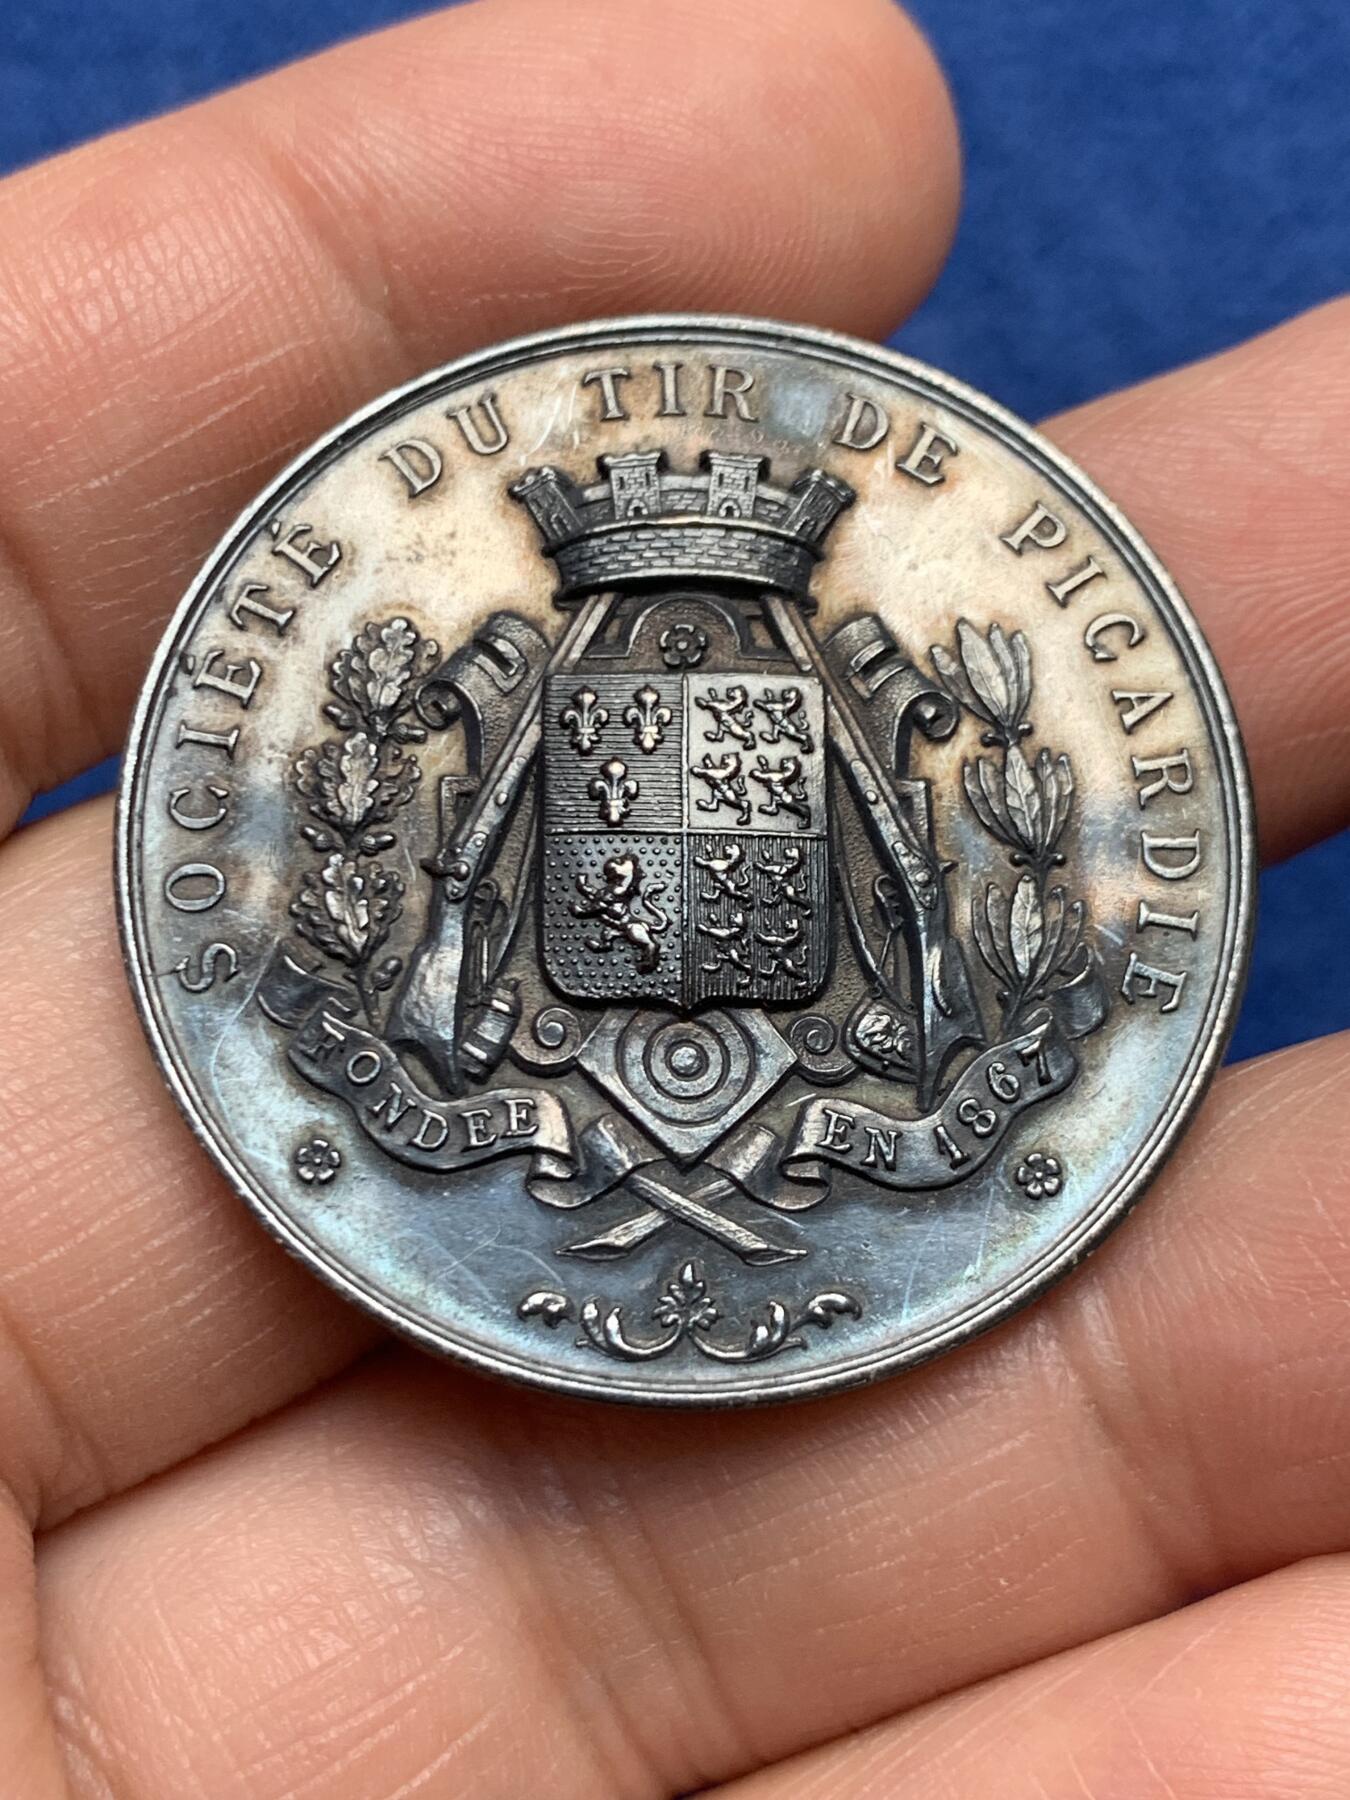 SOCIÉTÉ DU TIR DE PICARDIE
FONDEE EN 1867